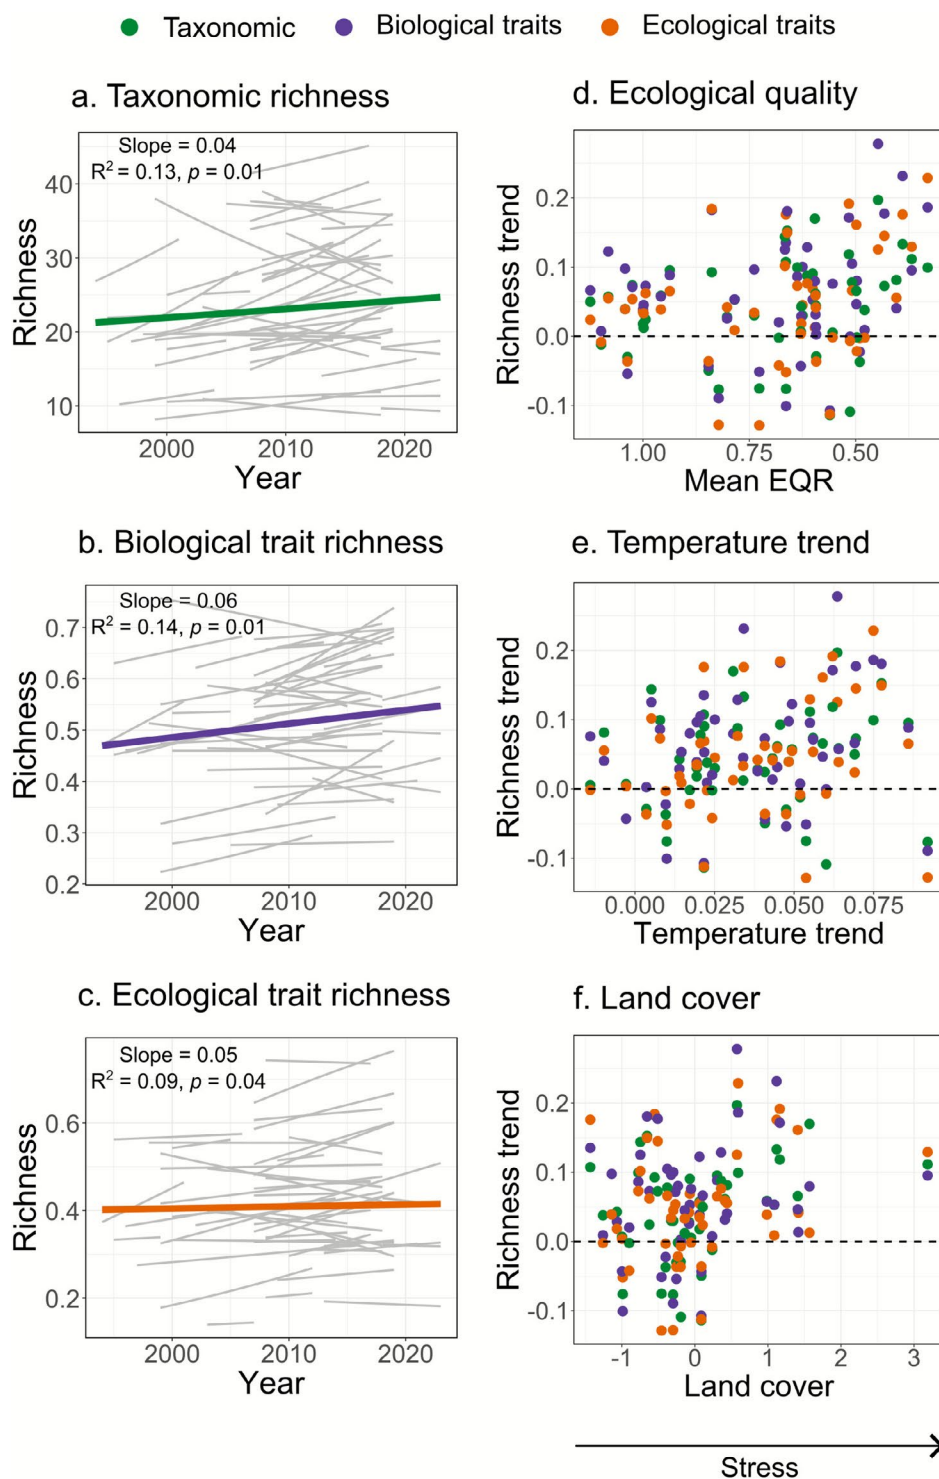 Taxonomic Biological traits Ecological traits
a. Taxonomic richness
Slope = 0.04
R² = 0.13, p = 0.01
40
30
20
10
Richness
2000 2010 2020
Year
d. Ecological quality
0.2
0.1
0.0
-0.1
Richness trend
1.00 0.75 0.50
Mean EQR
b. Biological trait richness
Slope = 0.06
R² = 0.14, p = 0.01
0.7
0.6
0.5
0.4
0.3
0.2
Richness
2000 2010 2020
Year
e. Temperature trend
0.2
0.1
0.0
-0.1
Richness trend
0.000 0.025 0.050 0.075
Temperature trend
c. Ecological trait richness
Slope = 0.05
R² = 0.09, p = 0.04
0.6
0.4
0.2
Richness
2000 2010 2020
Year
f. Land cover
0.2
0.1
0.0
-0.1
Richness trend
-1 0 1 2 3
Land cover
Stress